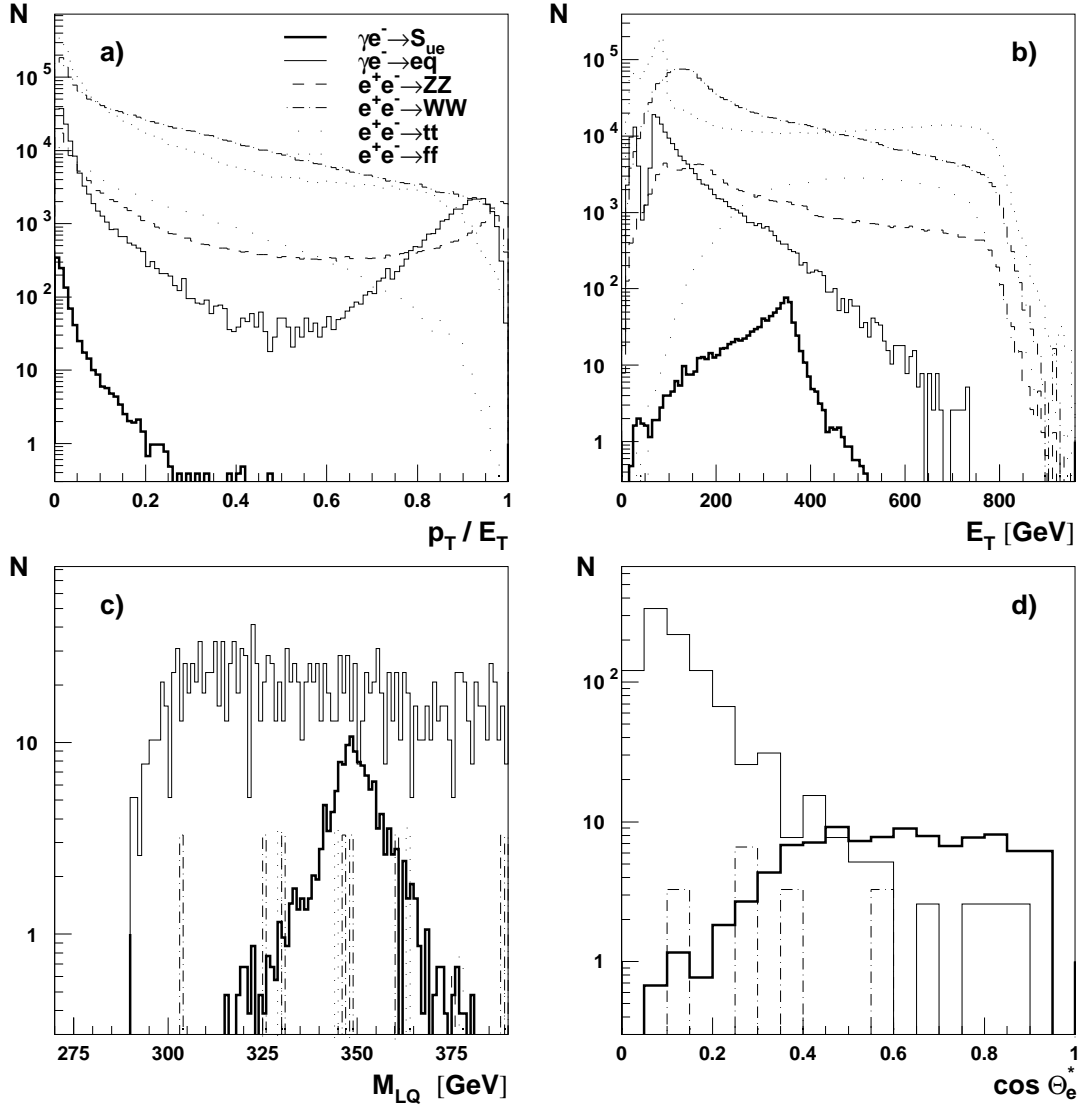 N
a)
γe⁻→S_ue
γe⁻→eq
e⁺e⁻→ZZ
e⁺e⁻→WW
e⁺e⁻→tt
e⁺e⁻→ff
10⁵
10⁴
10³
10²
10
1
0 0.2 0.4 0.6 0.8 1
p_T / E_T
N
b)
10⁵
10⁴
10³
10²
10
1
0 200 400 600 800
E_T [GeV]
N
c)
10
1
275 300 325 350 375
M_LQ [GeV]
N
d)
10²
10
1
0 0.2 0.4 0.6 0.8 1
cos Θ*_e